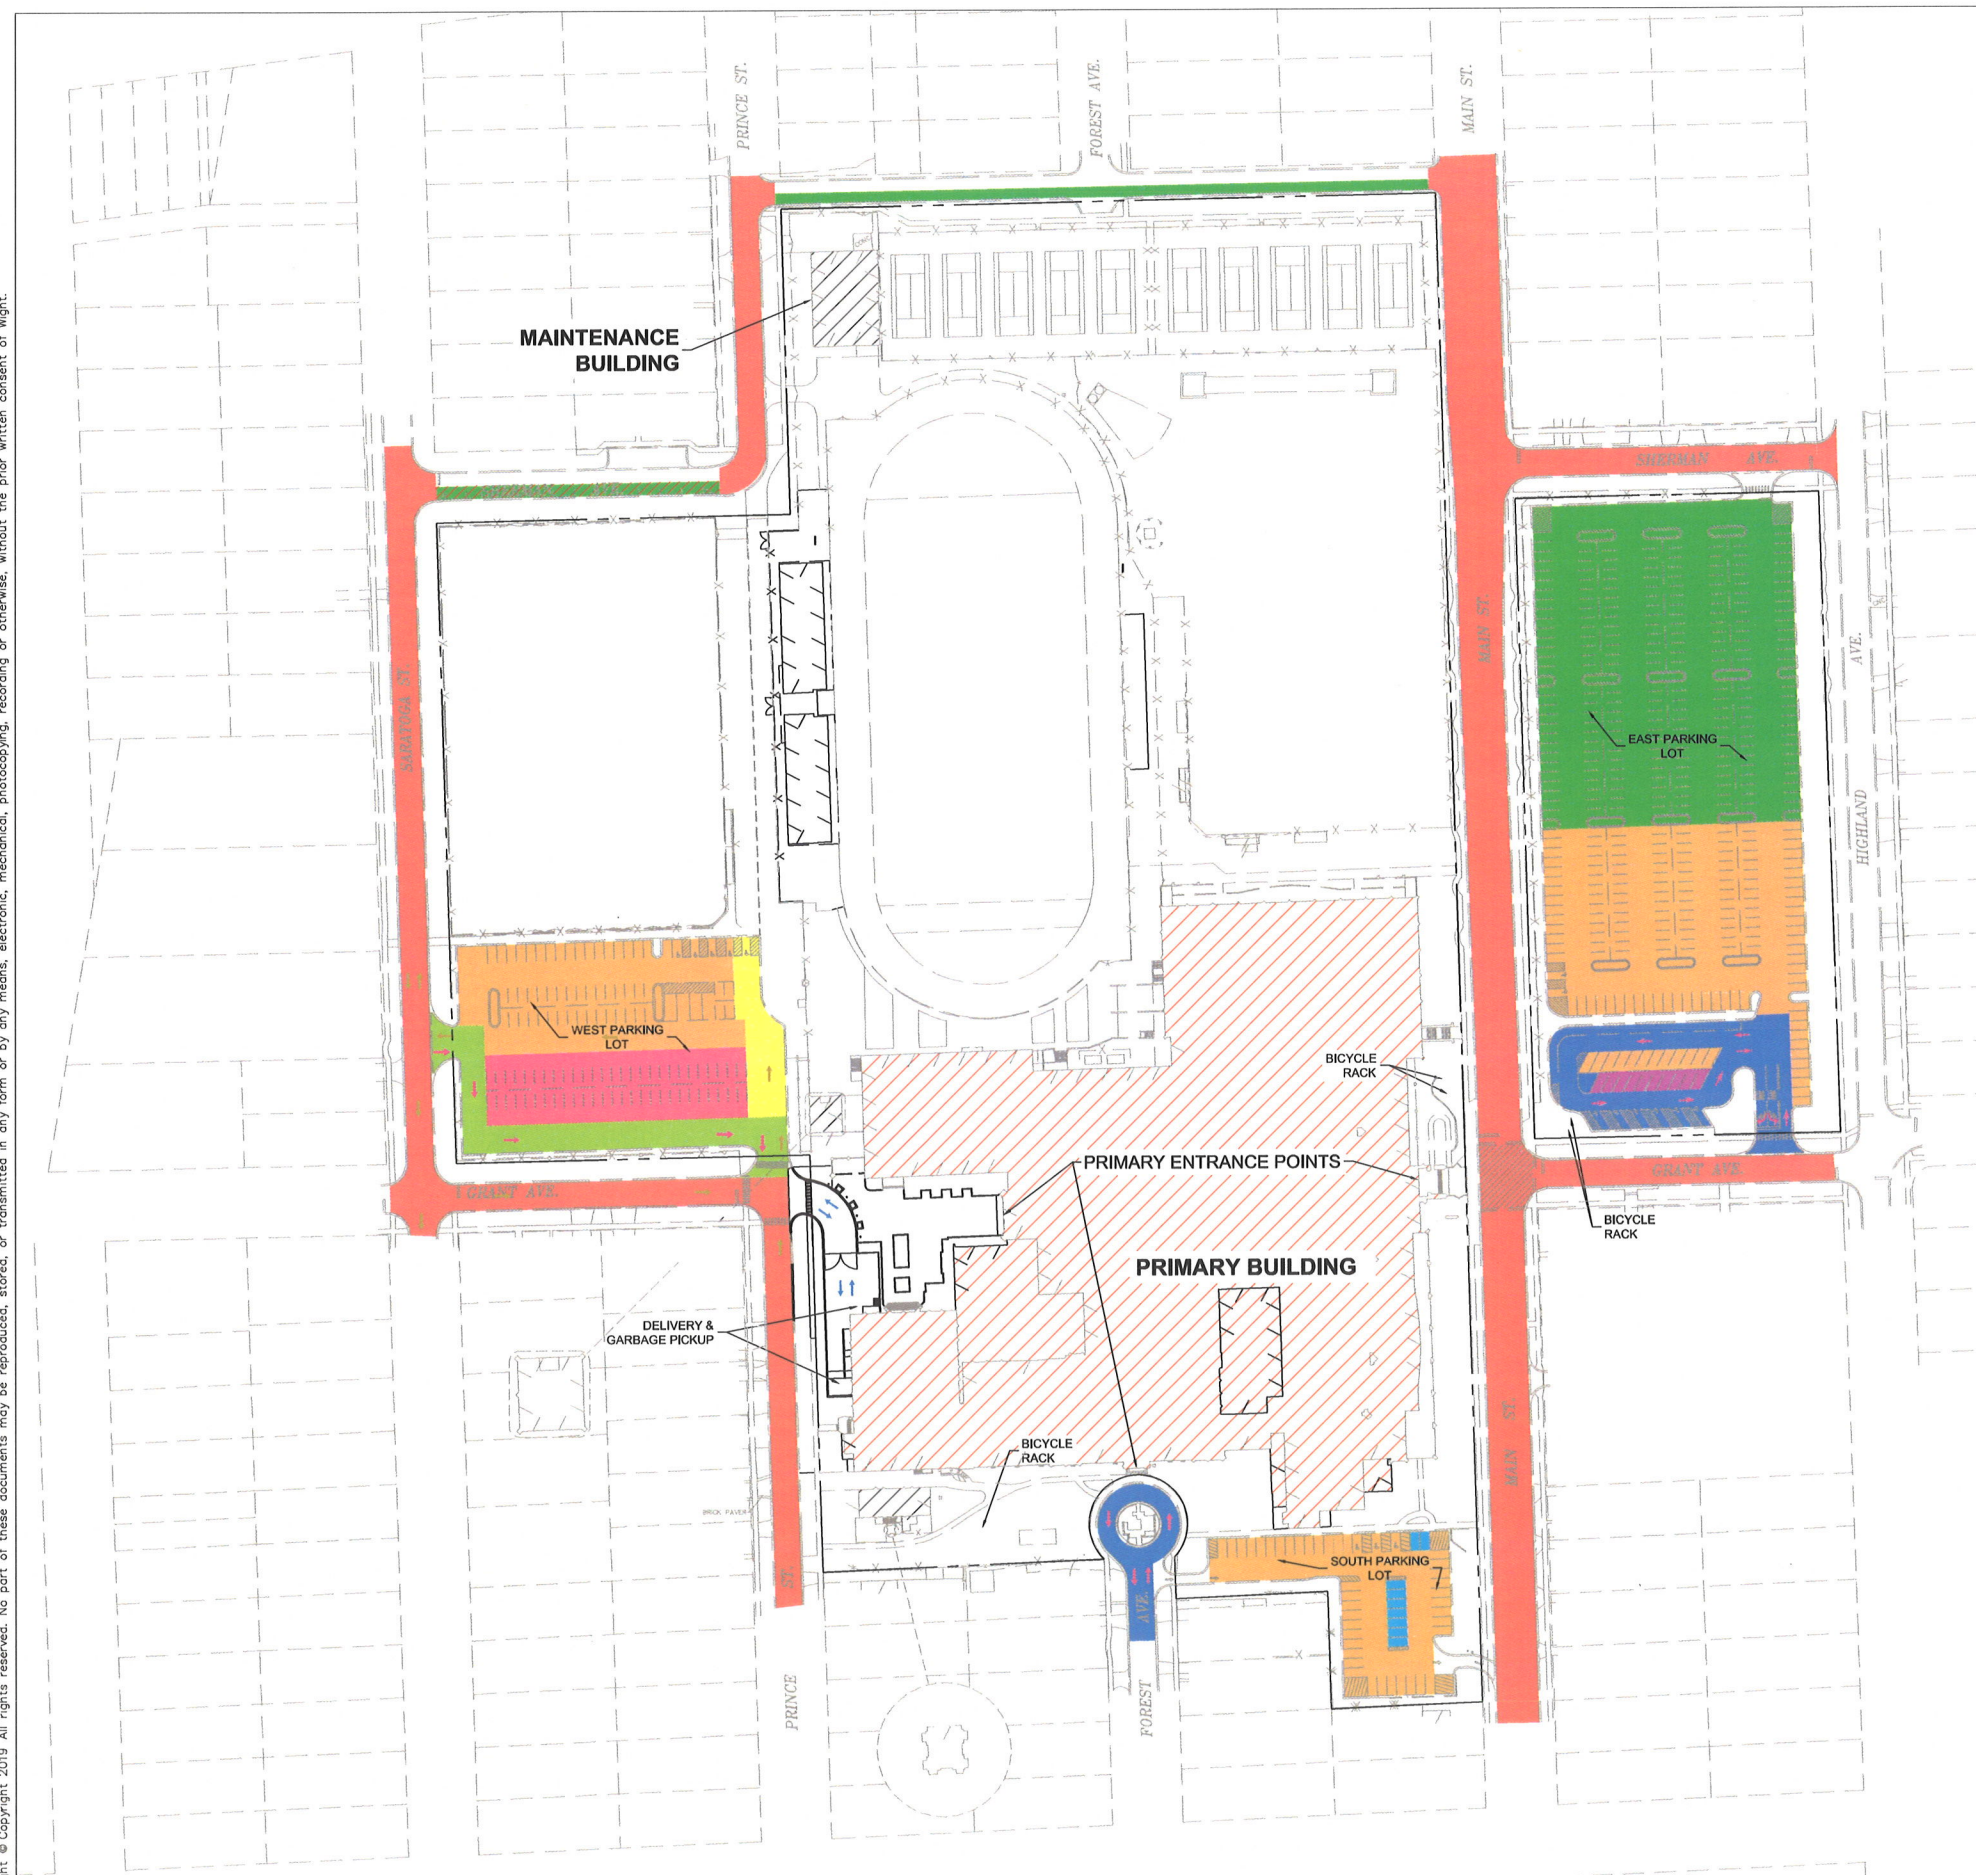 PRINCE ST.
FOREST AVE.
MAIN ST.
MAINTENANCE
BUILDING
CONC
SHERMAN AVE.
SARATOGA ST.
MAIN ST.
EAST PARKING
LOT
HIGHLAND AVE.
WEST PARKING
LOT
BICYCLE
RACK
PRIMARY ENTRANCE POINTS
GRANT AVE.
GRANT AVE.
BICYCLE
RACK
PRIMARY BUILDING
DELIVERY &
GARBAGE PICKUP
MAIN ST.
BICYCLE
RACK
BRICK PAVER
SOUTH PARKING
LOT
7
PRINCE ST.
FOREST AVE.
© Copyright 2019 All rights reserved. No part of these documents may be reproduced, stored, or transmitted in any form or by any means, electronic, mechanical, photocopying, recording or otherwise, without the prior written consent of Wight.